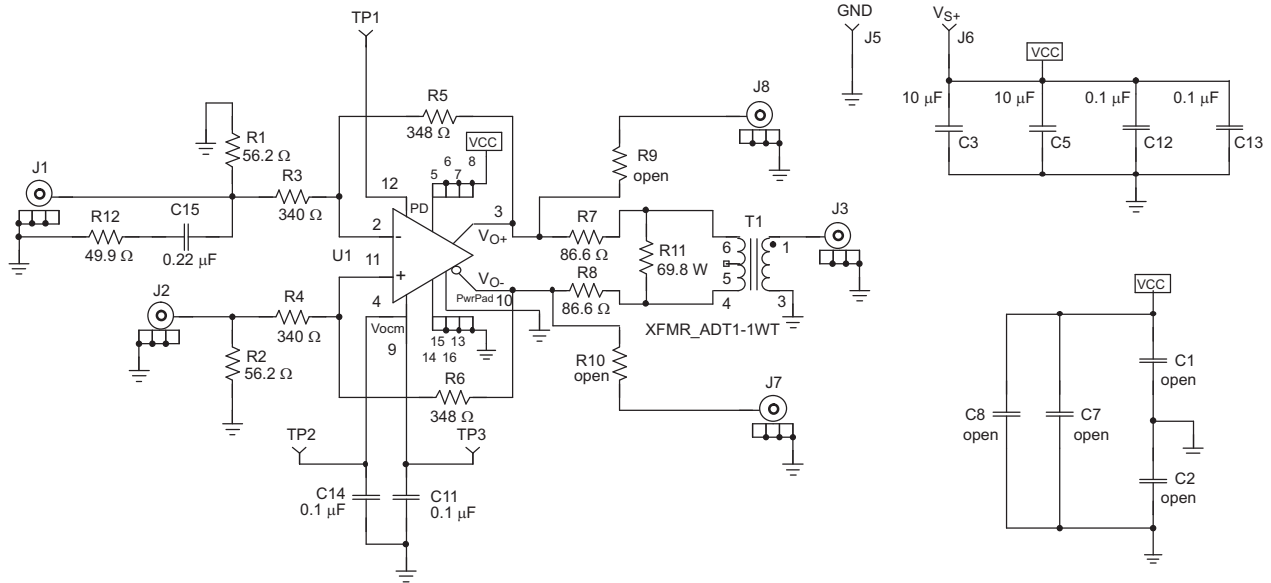 TP1
GND
J5
V_S+
J6
VCC
10 µF
C3
10 µF
C5
0.1 µF
C12
0.1 µF
C13
R5
348 Ω
J8
R1
56.2 Ω
VCC
6
8
5
7
R9
open
J1
R3
340 Ω
12
PD
3
2
-
V_O+
R7
86.6 Ω
T1
J3
R12
49.9 Ω
C15
0.22 µF
U1
11
+
R11
69.8 W
6
1
5
4
3
J2
R4
340 Ω
4
Vocm
9
V_O-
PwrPad
10
R8
86.6 Ω
XFMR_ADT1-1WT
15
13
14
16
R2
56.2 Ω
R6
348 Ω
R10
open
J7
TP2
TP3
C14
0.1 µF
C11
0.1 µF
VCC
C1
open
C8
open
C7
open
C2
open